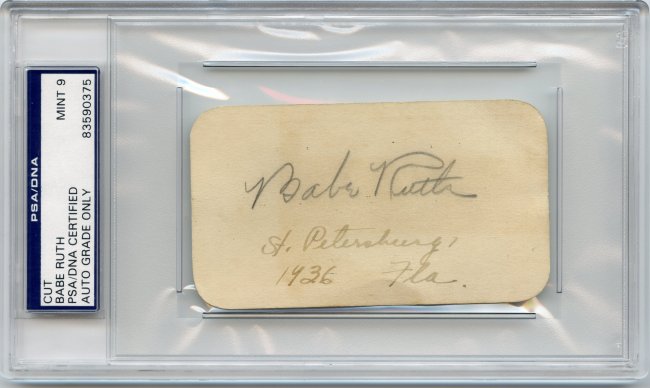 PSA/DNA
CUT
BABE RUTH
PSA/DNA CERTIFIED
AUTO GRADE ONLY
MINT 9
83590375
Babe Ruth
St. Petersburg,
1936 Fla.